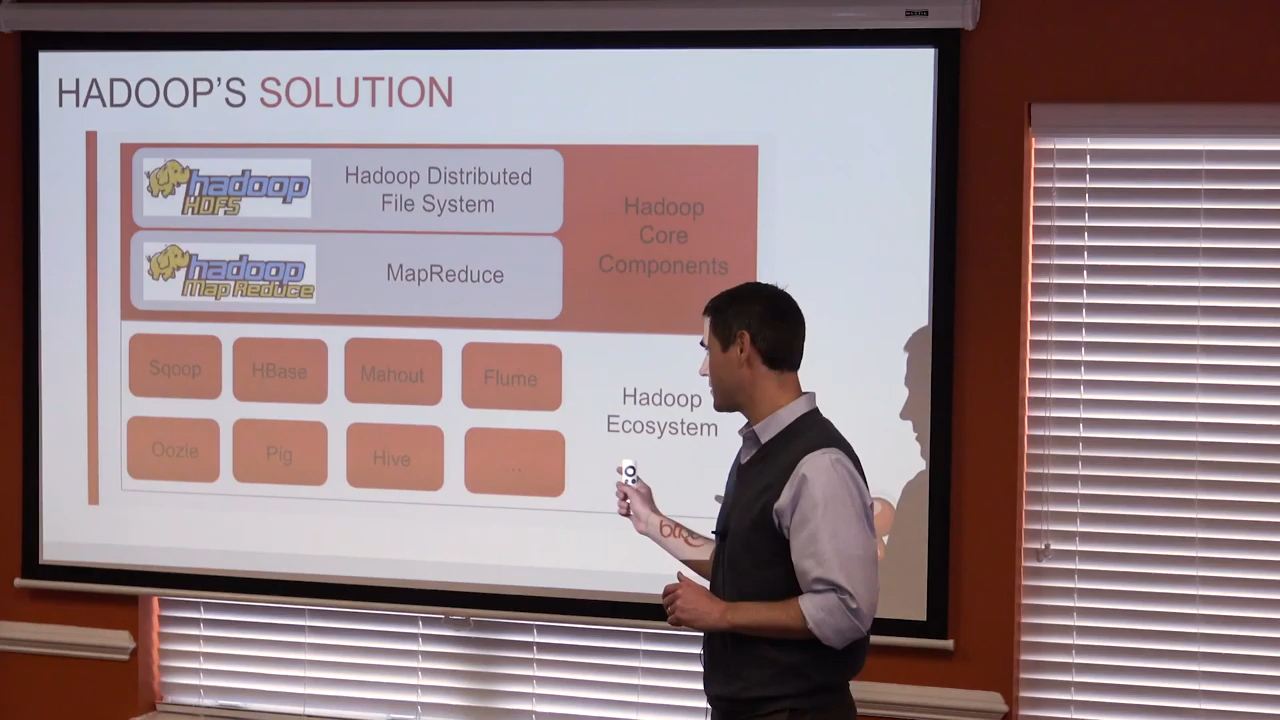 HADOOP'S SOLUTION
hadoop
HDFS
Hadoop Distributed
File System
hadoop
Map Reduce
MapReduce
Hadoop
Core
Components
Sqoop
HBase
Mahout
Flume
Oozie
Pig
Hive
...
Hadoop
Ecosystem